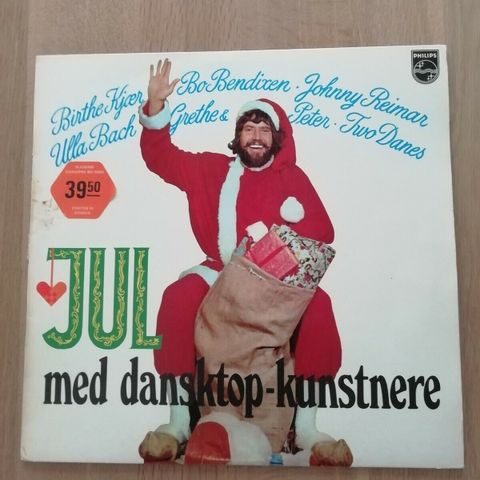 PHILIPS
Birthe Kjær · Bo Bendixen · Johnny Reimar
Ulla Bach · Grethe & Peter · Two Danes
39.50
JUL
med dansktop-kunstnere